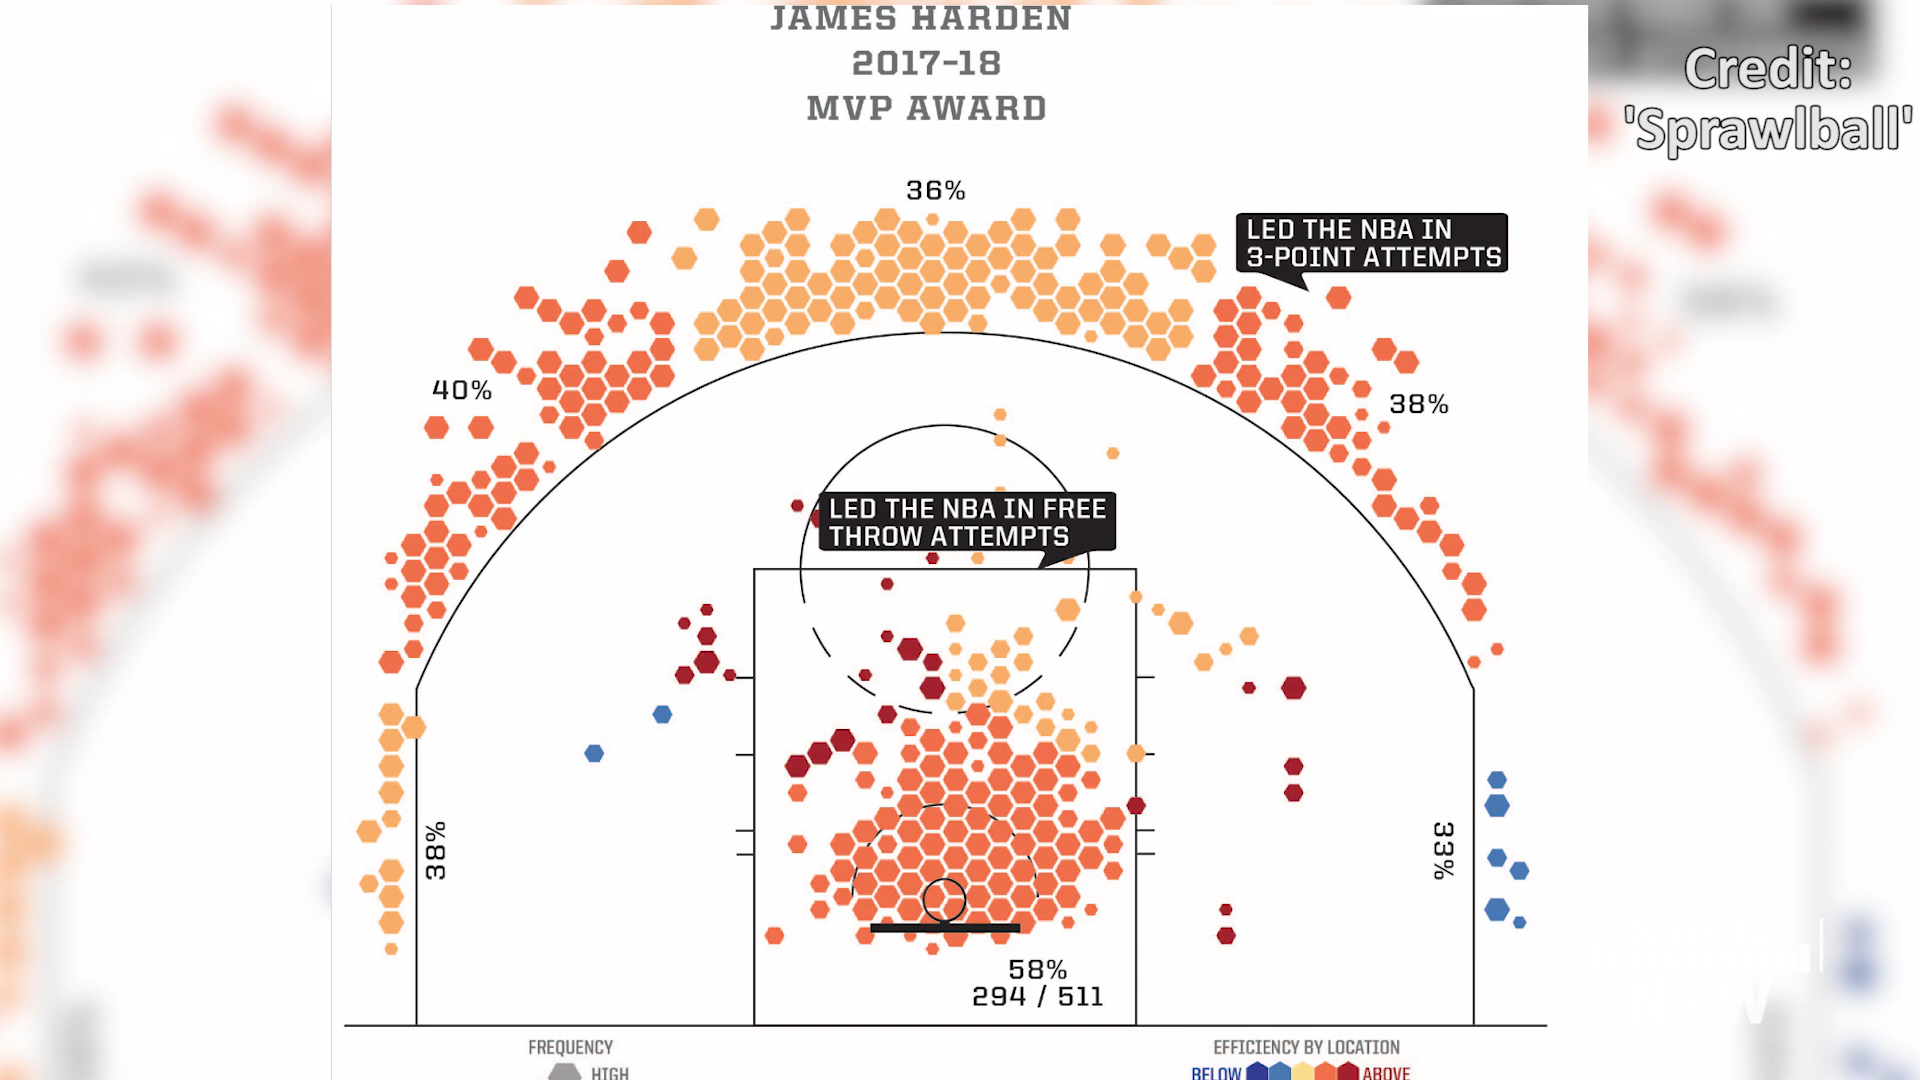 JAMES HARDEN
2017-18
MVP AWARD
Credit:
'Sprawlball'
36%
LED THE NBA IN
3-POINT ATTEMPTS
40%
38%
LED THE NBA IN FREE
THROW ATTEMPTS
38%
33%
58%
294 / 511
FREQUENCY
HIGH
EFFICIENCY BY LOCATION
BELOW
ABOVE